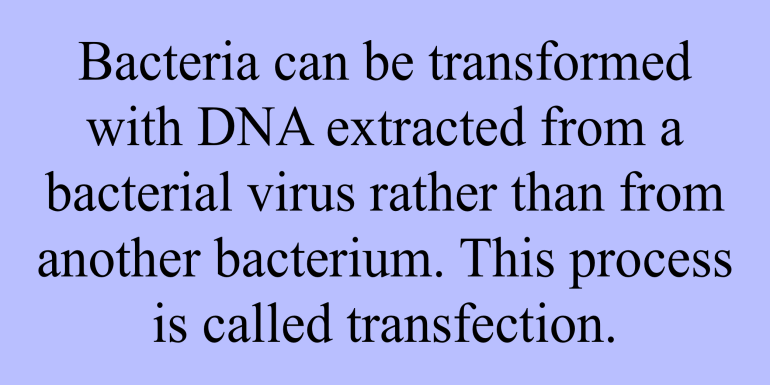 Bacteria can be transformed
with DNA extracted from a
bacterial virus rather than from
another bacterium. This process
is called transfection.